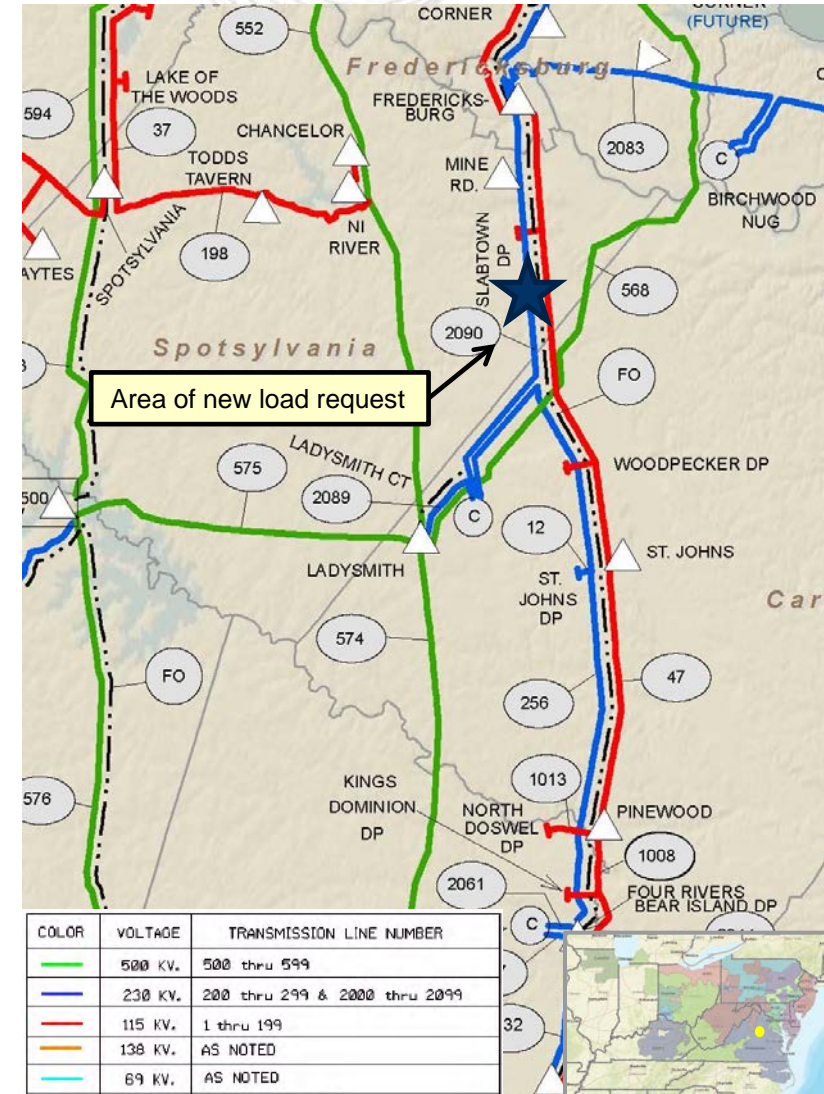 CORNER
(FUTURE)
552
Fredericksburg
LAKE OF
THE WOODS
FREDERICKS-
BURG
594
37
CHANCELOR
2083
C
TODDS
TAVERN
MINE
RD.
BIRCHWOOD
NUG
NI
RIVER
SLABTOWN
DP
198
SPOTSYLVANIA
568
2090
Spotsylvania
FO
Area of new load request
LADYSMITH CT
WOODPECKER DP
575
2089
500
C
12
ST. JOHNS
LADYSMITH
ST.
JOHNS
DP
Car
574
FO
47
256
KINGS
DOMINION
DP
1013
576
NORTH
DOSWEL
DP
PINEWOOD
1008
2061
FOUR RIVERS
BEAR ISLAND DP
C
32
COLOR VOLTAGE TRANSMISSION LINE NUMBER
500 KV. 500 thru 599
230 KV. 200 thru 299 & 2000 thru 2099
115 KV. 1 thru 199
138 KV. AS NOTED
69 KV. AS NOTED